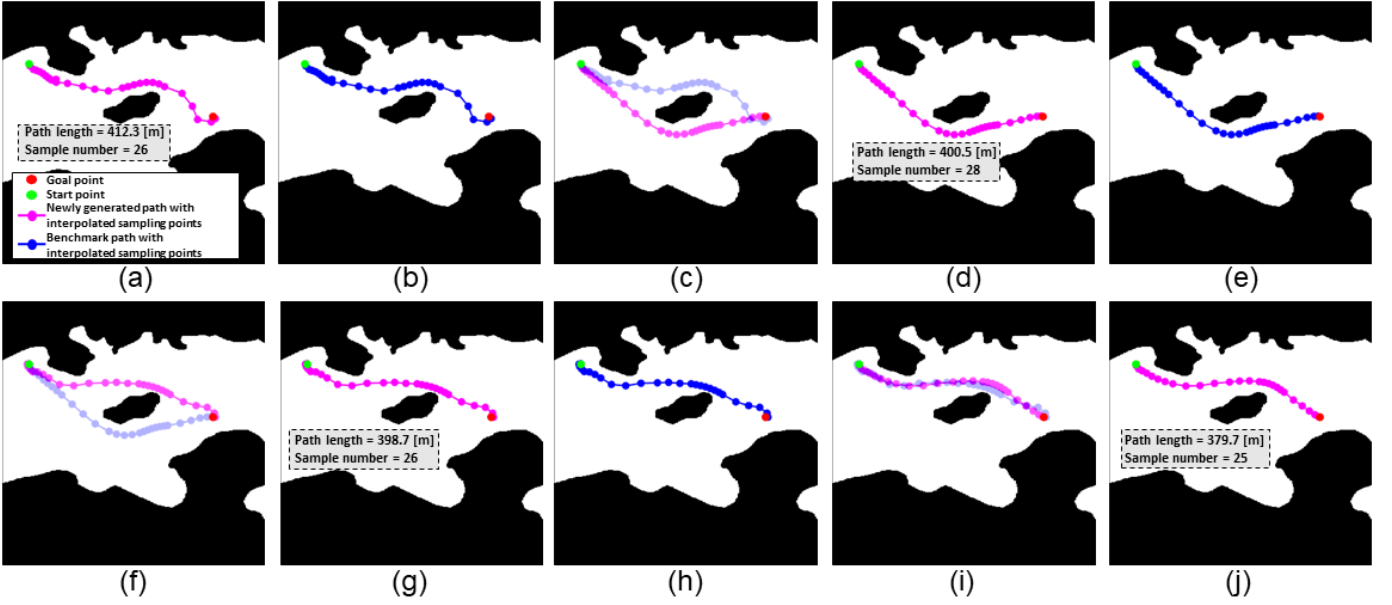 Path length = 412.3 [m]
Sample number = 26
Goal point
Start point
Newly generated path with
interpolated sampling points
Benchmark path with
interpolated sampling points
Path length = 400.5 [m]
Sample number = 28
(a)
(b)
(c)
(d)
(e)
Path length = 398.7 [m]
Sample number = 26
Path length = 379.7 [m]
Sample number = 25
(f)
(g)
(h)
(i)
(j)